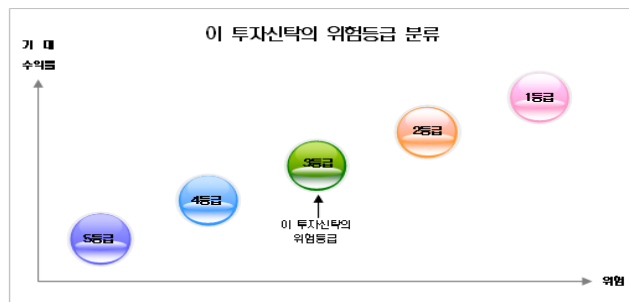 이 투자신탁의 위험등급 분류
기 대
수익률
1등급
2등급
3등급
4등급
5등급
이 투자신탁의
위험등급
위험